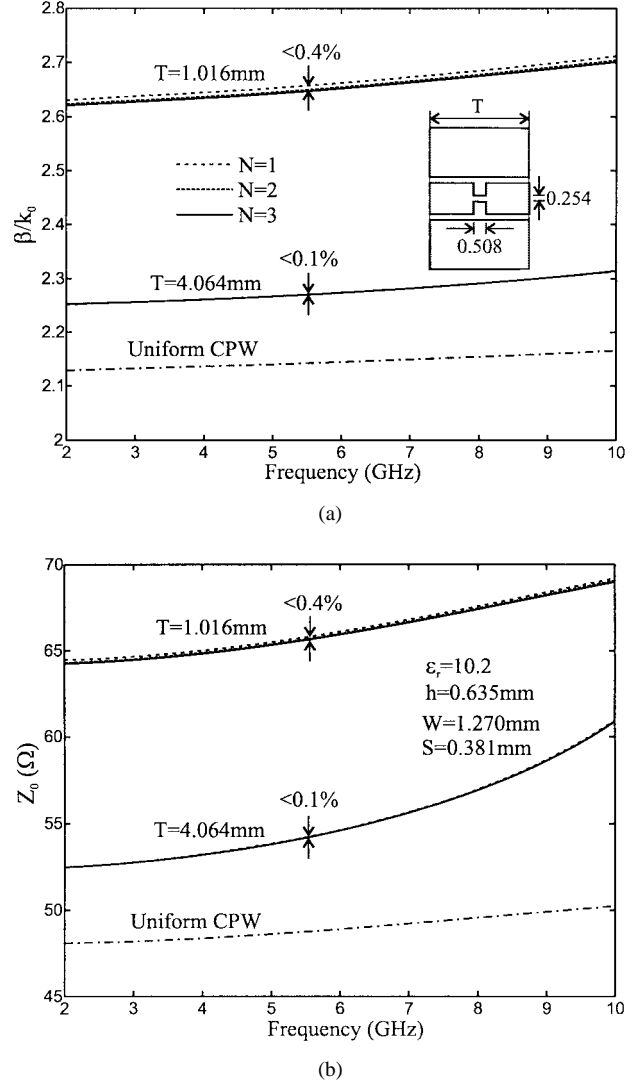 2.8
<0.4%
2.7
T=1.016mm
T
2.6
N=1
2.5
N=2
0.254
β/k₀
N=3
2.4
<0.1%
0.508
2.3
T=4.064mm
2.2
Uniform CPW
2.1
2
2 3 4 5 6 7 8 9 10
Frequency (GHz)
(a)
70
<0.4%
T=1.016mm
65
εᵣ=10.2
h=0.635mm
W=1.270mm
60
S=0.381mm
Z₀ (Ω)
<0.1%
55
T=4.064mm
50
Uniform CPW
45
2 3 4 5 6 7 8 9 10
Frequency (GHz)
(b)